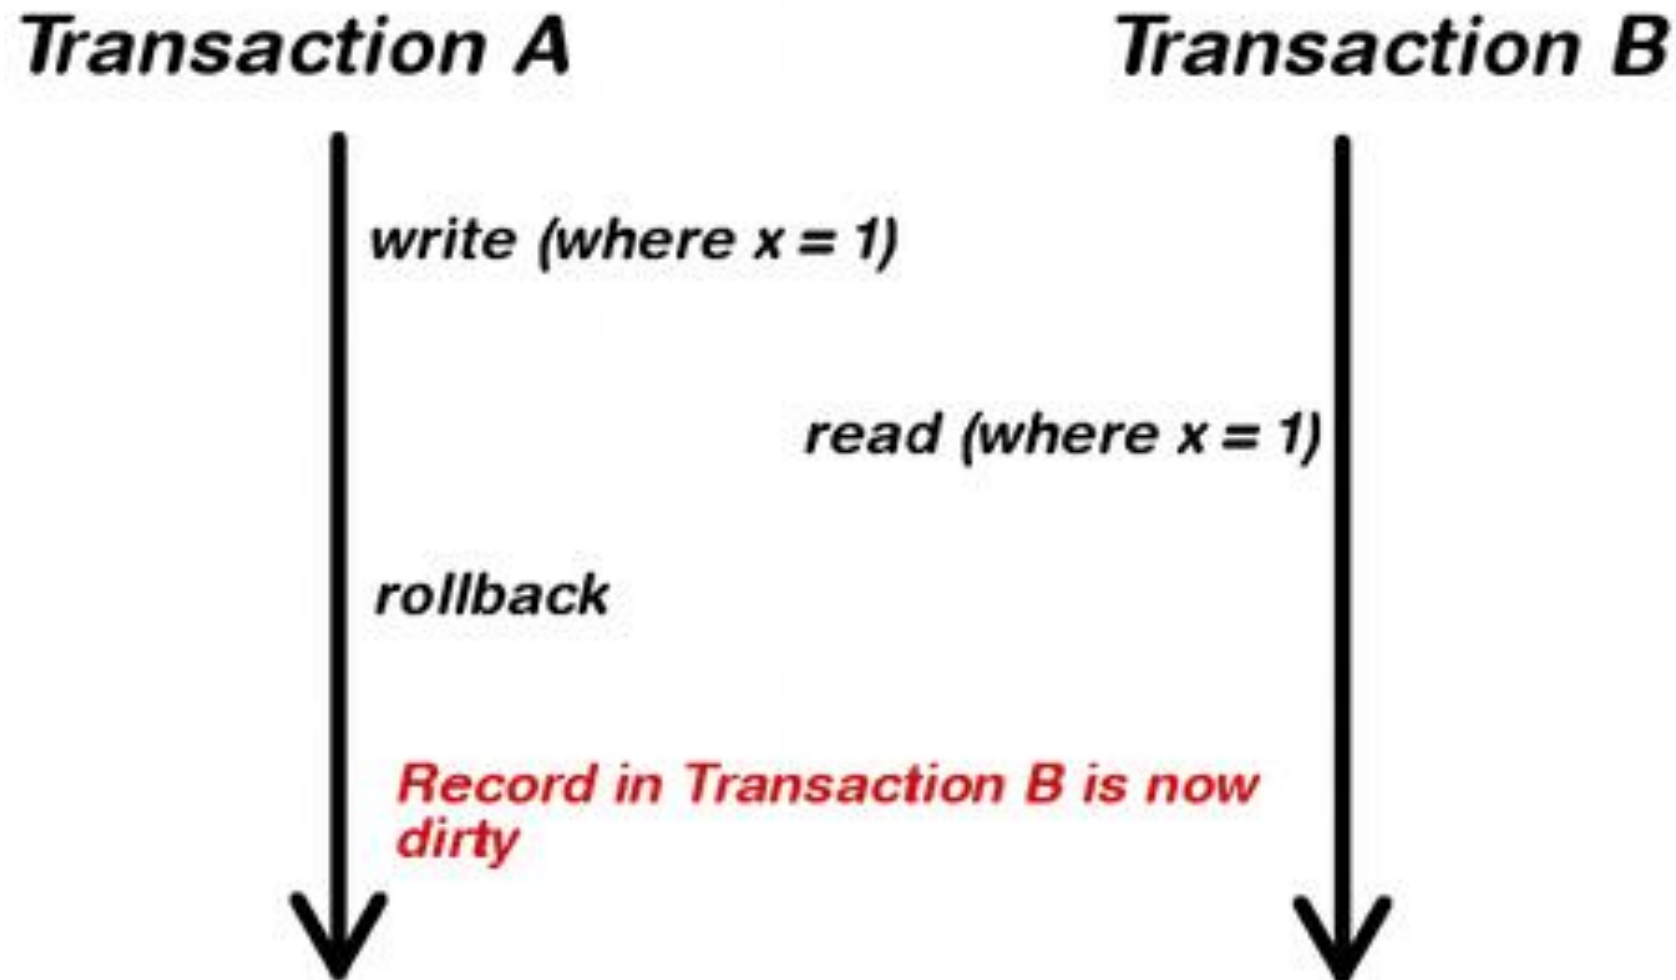 Transaction A
Transaction B
write (where x = 1)
read (where x = 1)
rollback
Record in Transaction B is now
dirty